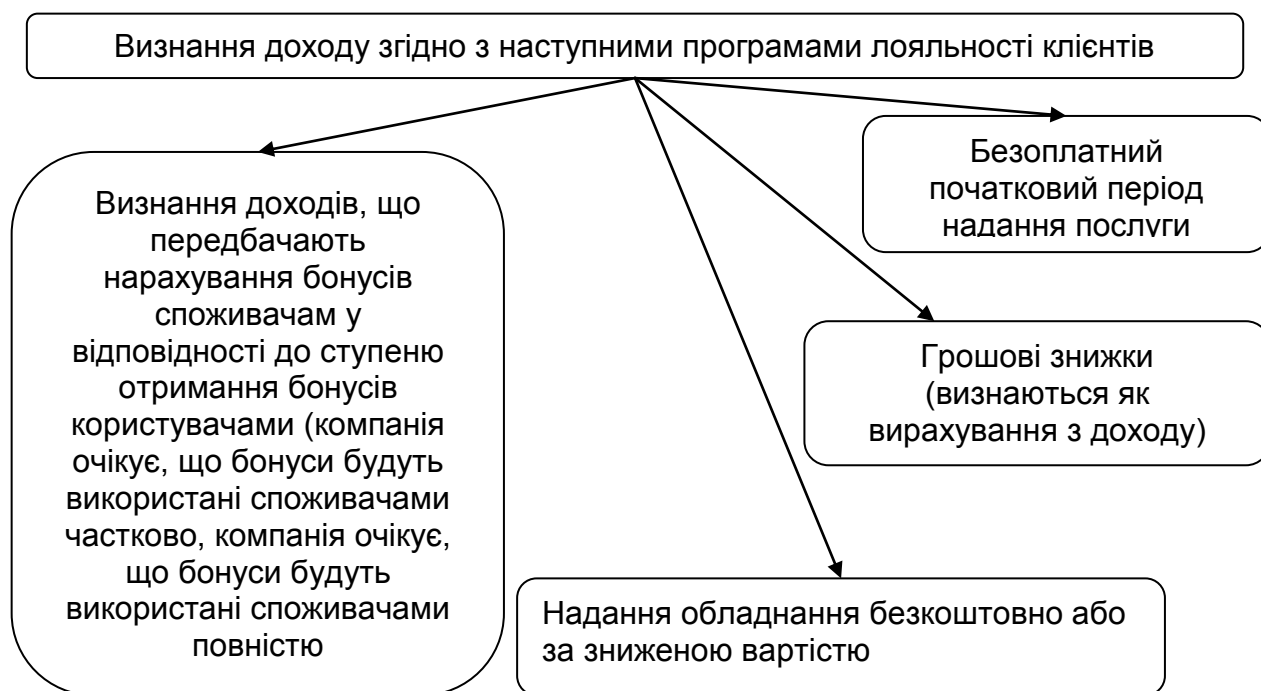 Визнання доходу згідно з наступними програмами лояльності клієнтів
Визнання доходів, що
передбачають
нарахування бонусів
споживачам у
відповідності до ступеню
отримання бонусів
користувачами (компанія
очікує, що бонуси будуть
використані споживачами
частково, компанія очікує,
що бонуси будуть
використані споживачами
повністю
Безоплатний
початковий період
надання послуги
Грошові знижки
(визнаються як
вирахування з доходу)
Надання обладнання безкоштовно або
за зниженою вартістю